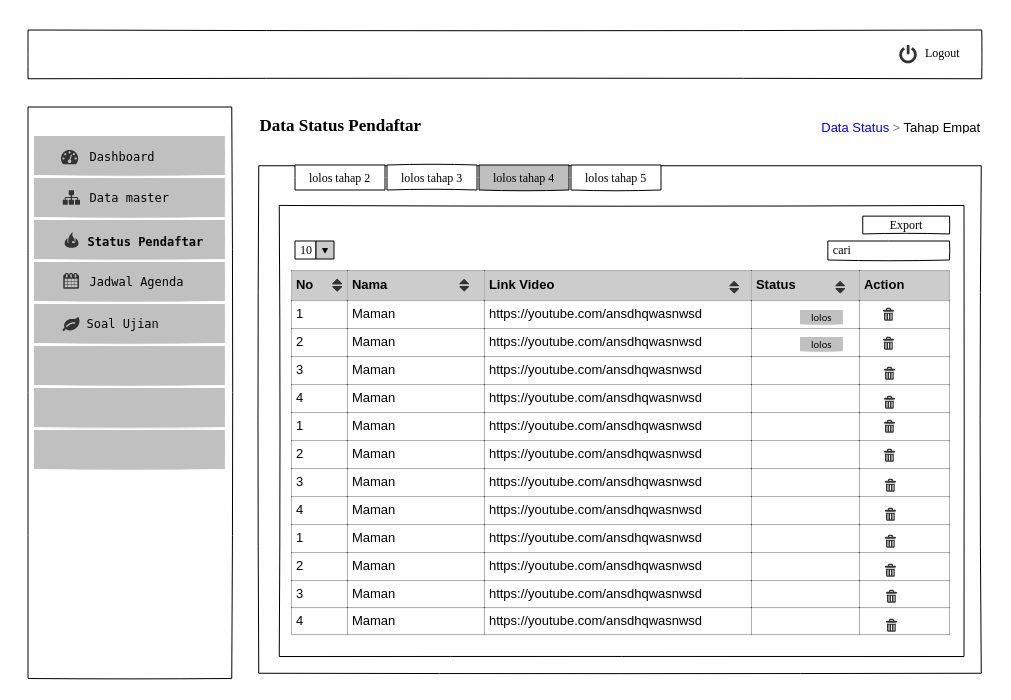 Logout
Dashboard
Data master
Status Pendaftar
Jadwal Agenda
Soal Ujian
Data Status Pendaftar
Data Status > Tahap Empat
lolos tahap 2 lolos tahap 3 lolos tahap 4 lolos tahap 5
Export
10 cari
No Nama Link Video Status Action
1 Maman https://youtube.com/ansdhqwasnwsd lolos
2 Maman https://youtube.com/ansdhqwasnwsd lolos
3 Maman https://youtube.com/ansdhqwasnwsd
4 Maman https://youtube.com/ansdhqwasnwsd
1 Maman https://youtube.com/ansdhqwasnwsd
2 Maman https://youtube.com/ansdhqwasnwsd
3 Maman https://youtube.com/ansdhqwasnwsd
4 Maman https://youtube.com/ansdhqwasnwsd
1 Maman https://youtube.com/ansdhqwasnwsd
2 Maman https://youtube.com/ansdhqwasnwsd
3 Maman https://youtube.com/ansdhqwasnwsd
4 Maman https://youtube.com/ansdhqwasnwsd